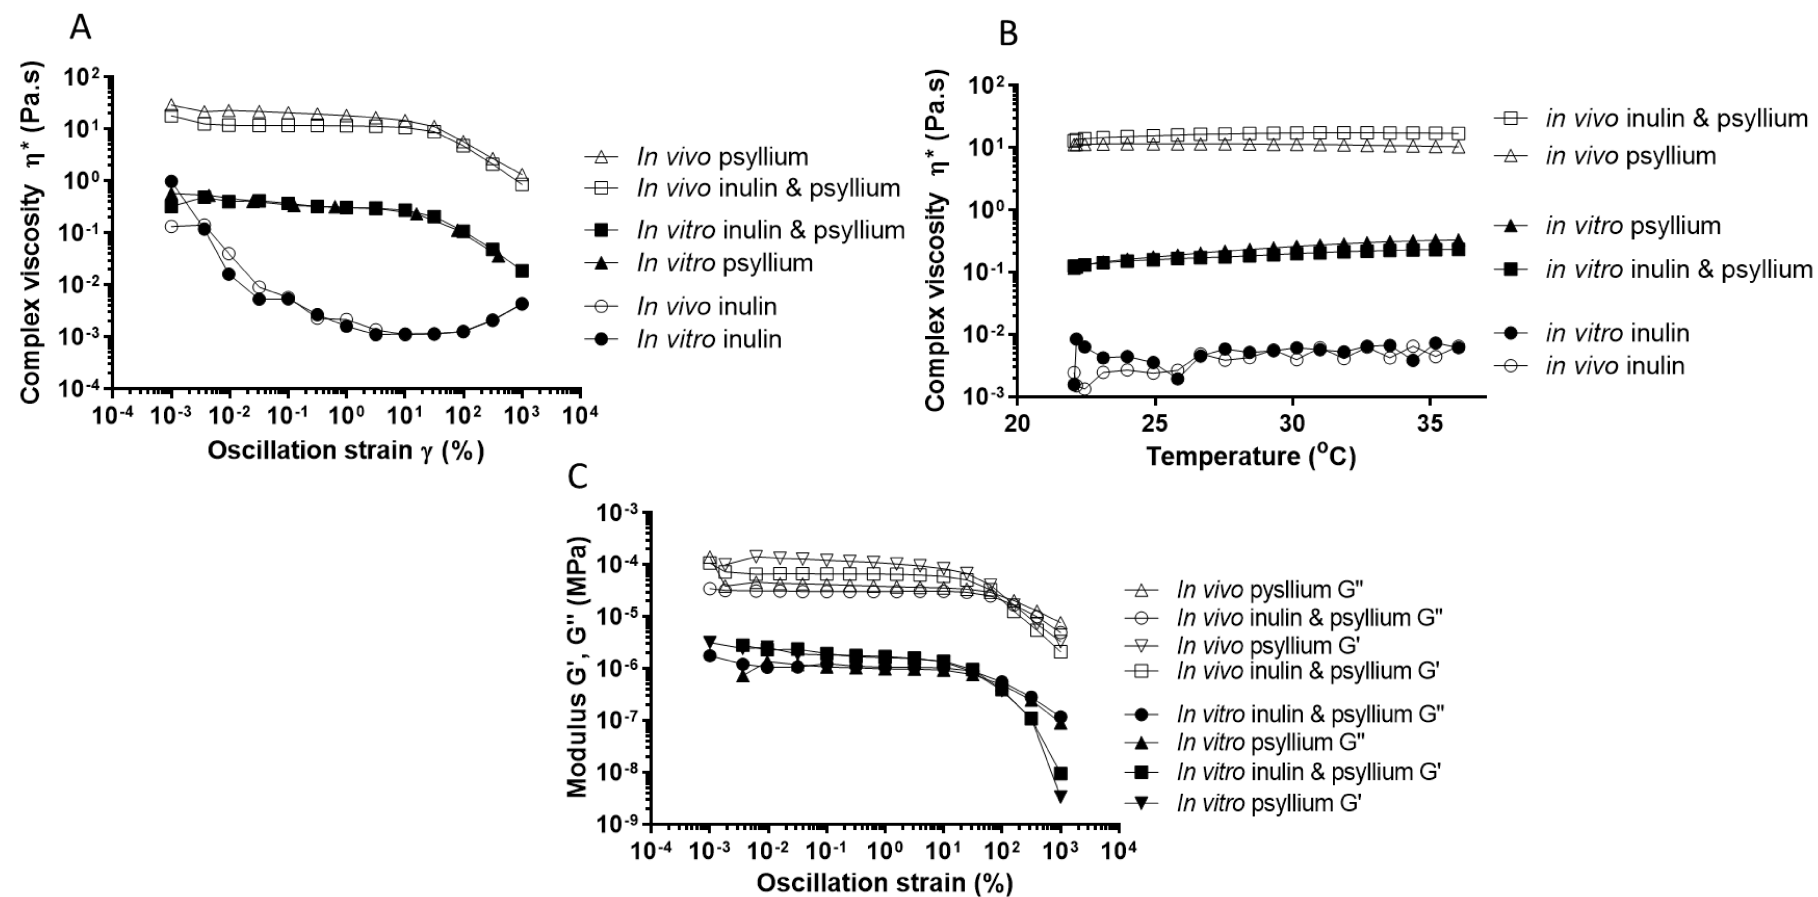 A
Complex viscosity η* (Pa.s)
10²
10¹
10⁰
10⁻¹
10⁻²
10⁻³
10⁻⁴
10⁻⁴ 10⁻³ 10⁻² 10⁻¹ 10⁰ 10¹ 10² 10³ 10⁴
Oscillation strain γ (%)
In vivo psyllium
In vivo inulin & psyllium
In vitro inulin & psyllium
In vitro psyllium
In vivo inulin
In vitro inulin
B
Complex viscosity η* (Pa.s)
10²
10¹
10⁰
10⁻¹
10⁻²
10⁻³
20 25 30 35
Temperature (ᵒC)
in vivo inulin & psyllium
in vivo psyllium
in vitro psyllium
in vitro inulin & psyllium
in vitro inulin
in vivo inulin
C
Modulus G', G'' (MPa)
10⁻³
10⁻⁴
10⁻⁵
10⁻⁶
10⁻⁷
10⁻⁸
10⁻⁹
10⁻⁴ 10⁻³ 10⁻² 10⁻¹ 10⁰ 10¹ 10² 10³ 10⁴
Oscillation strain (%)
In vivo pysllium G''
In vivo inulin & psyllium G''
In vivo psyllium G'
In vivo inulin & psyllium G'
In vitro inulin & psyllium G''
In vitro psyllium G''
In vitro inulin & psyllium G'
In vitro psyllium G'